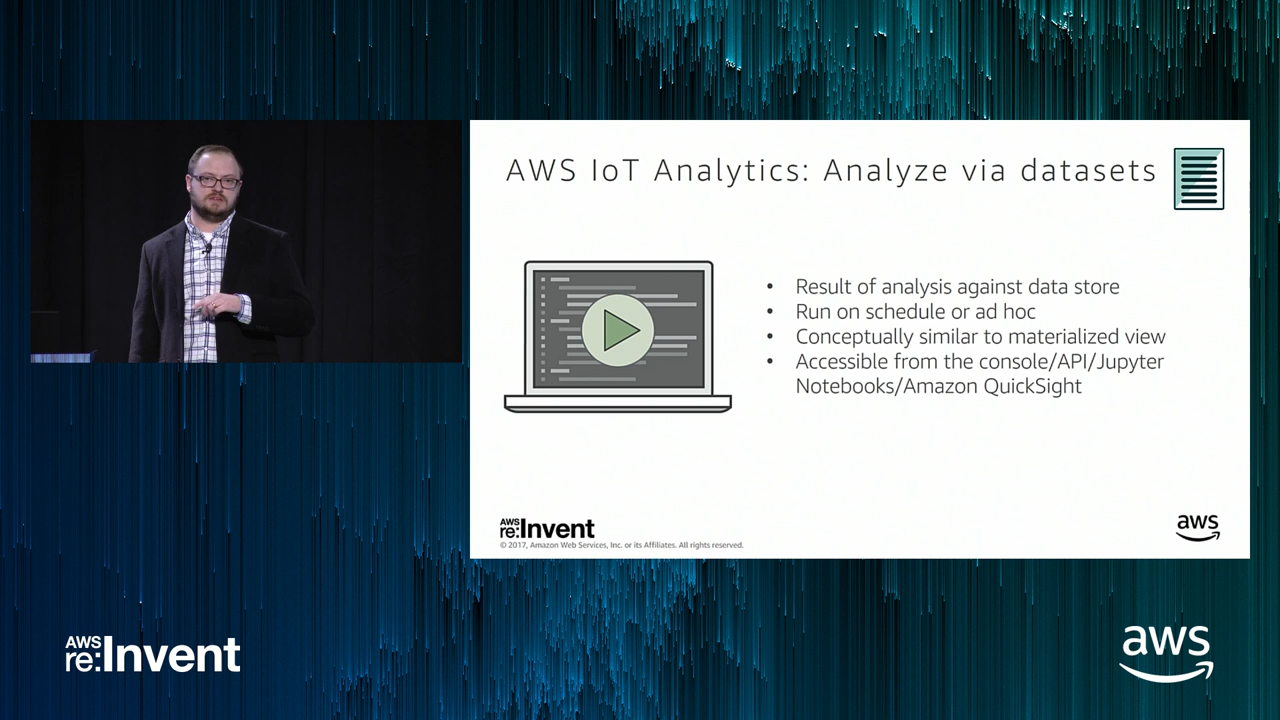 AWS IoT Analytics: Analyze via datasets
• Result of analysis against data store
• Run on schedule or ad hoc
• Conceptually similar to materialized view
• Accessible from the console/API/Jupyter
Notebooks/Amazon QuickSight
AWS
re:Invent
© 2017, Amazon Web Services, Inc. or its Affiliates. All rights reserved.
aws
AWS
re:Invent
aws